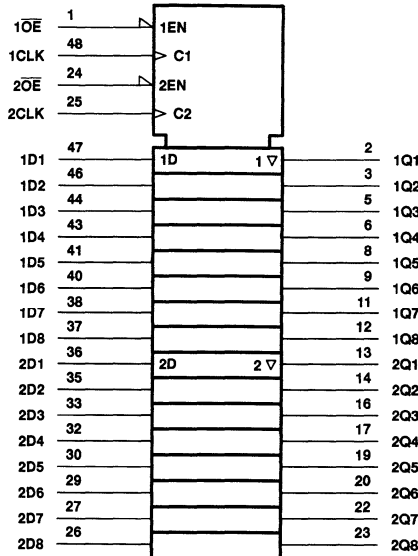 1O̅E̅ 1 1EN
1CLK 48 C1
2O̅E̅ 24 2EN
2CLK 25 C2
1D1 47 1D 1 ▽ 2 1Q1
1D2 46 3 1Q2
1D3 44 5 1Q3
1D4 43 6 1Q4
1D5 41 8 1Q5
1D6 40 9 1Q6
1D7 38 11 1Q7
1D8 37 12 1Q8
2D1 36 2D 2 ▽ 13 2Q1
2D2 35 14 2Q2
2D3 33 16 2Q3
2D4 32 17 2Q4
2D5 30 19 2Q5
2D6 29 20 2Q6
2D7 27 22 2Q7
2D8 26 23 2Q8